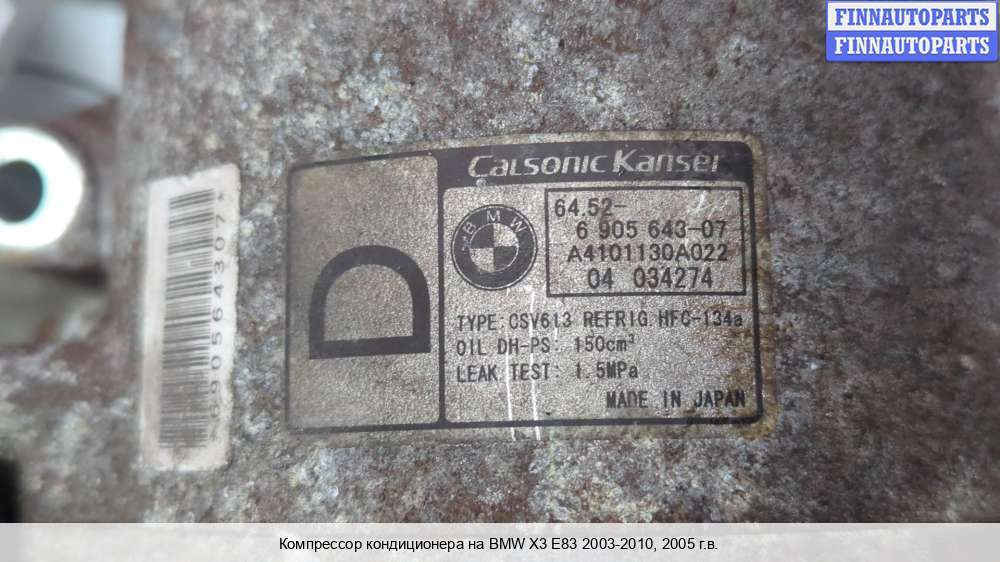 FINNAUTOPARTS
FINNAUTOPARTS
Calsonic Kansei
BMW
D
64.52-
6 905 643-07
A4101130A022
04 034274
TYPE:CSV613 REFRIG.HFC-134a
OIL DH-PS: 150cm³
LEAK TEST: 1.5MPa
MADE IN JAPAN
*690564307*
Компрессор кондиционера на BMW X3 E83 2003-2010, 2005 г.в.